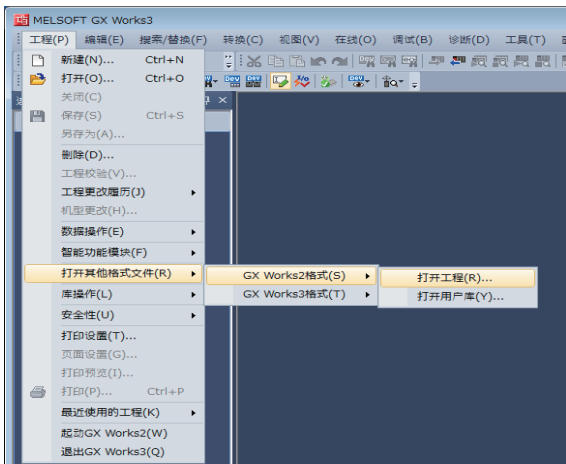 MELSOFT GX Works3
工程(P) 编辑(E) 搜索/替换(F) 转换(C) 视图(V) 在线(O) 调试(B) 诊断(D) 工具(T)
新建(N)... Ctrl+N
打开(O)... Ctrl+O
关闭(C)
保存(S) Ctrl+S
另存为(A)...
删除(D)...
工程校验(V)...
工程更改履历(J)
机型更改(H)...
数据操作(E)
智能功能模块(F)
打开其他格式文件(R) GX Works2格式(S) 打开工程(R)...
库操作(L) GX Works3格式(T) 打开用户库(Y)...
安全性(U)
打印设置(T)...
页面设置(G)...
打印预览(I)...
打印(P)... Ctrl+P
最近使用的工程(K)
起动GX Works2(W)
退出GX Works3(Q)